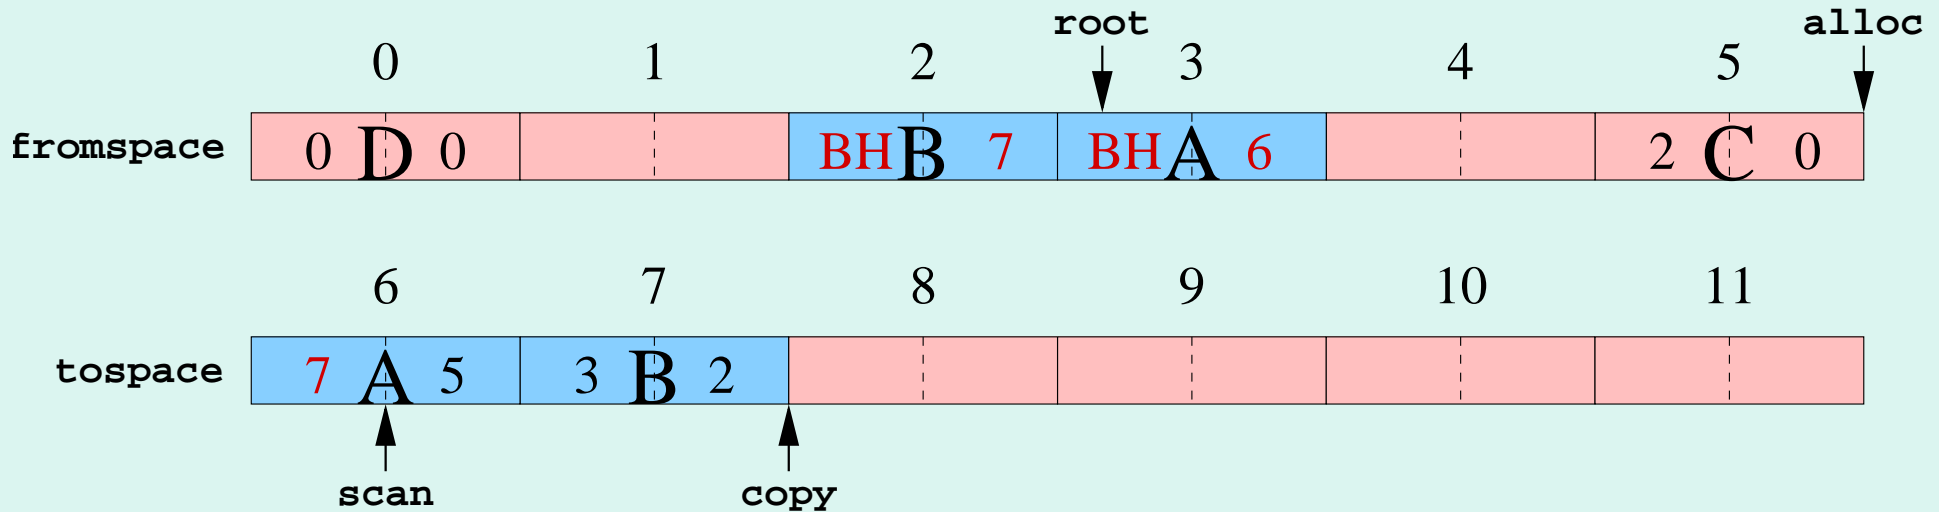 root alloc
0 1 2 3 4 5
fromspace 0 D 0 BH B 7 BH A 6 2 C 0
6 7 8 9 10 11
tospace 7 A 5 3 B 2
scan copy